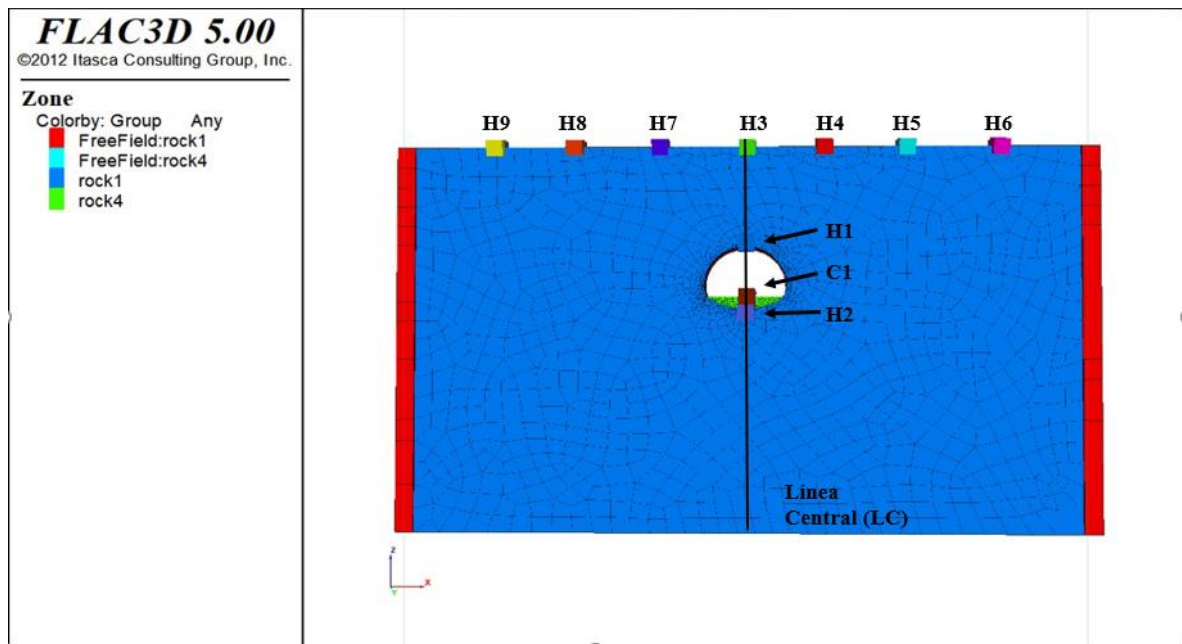 FLAC3D 5.00
©2012 Itasca Consulting Group, Inc.
Zone
Colorby: Group Any
FreeField:rock1
FreeField:rock4
rock1
rock4
H9 H8 H7 H3 H4 H5 H6
H1
C1
H2
Línea
Central (LC)
Z
X
Y